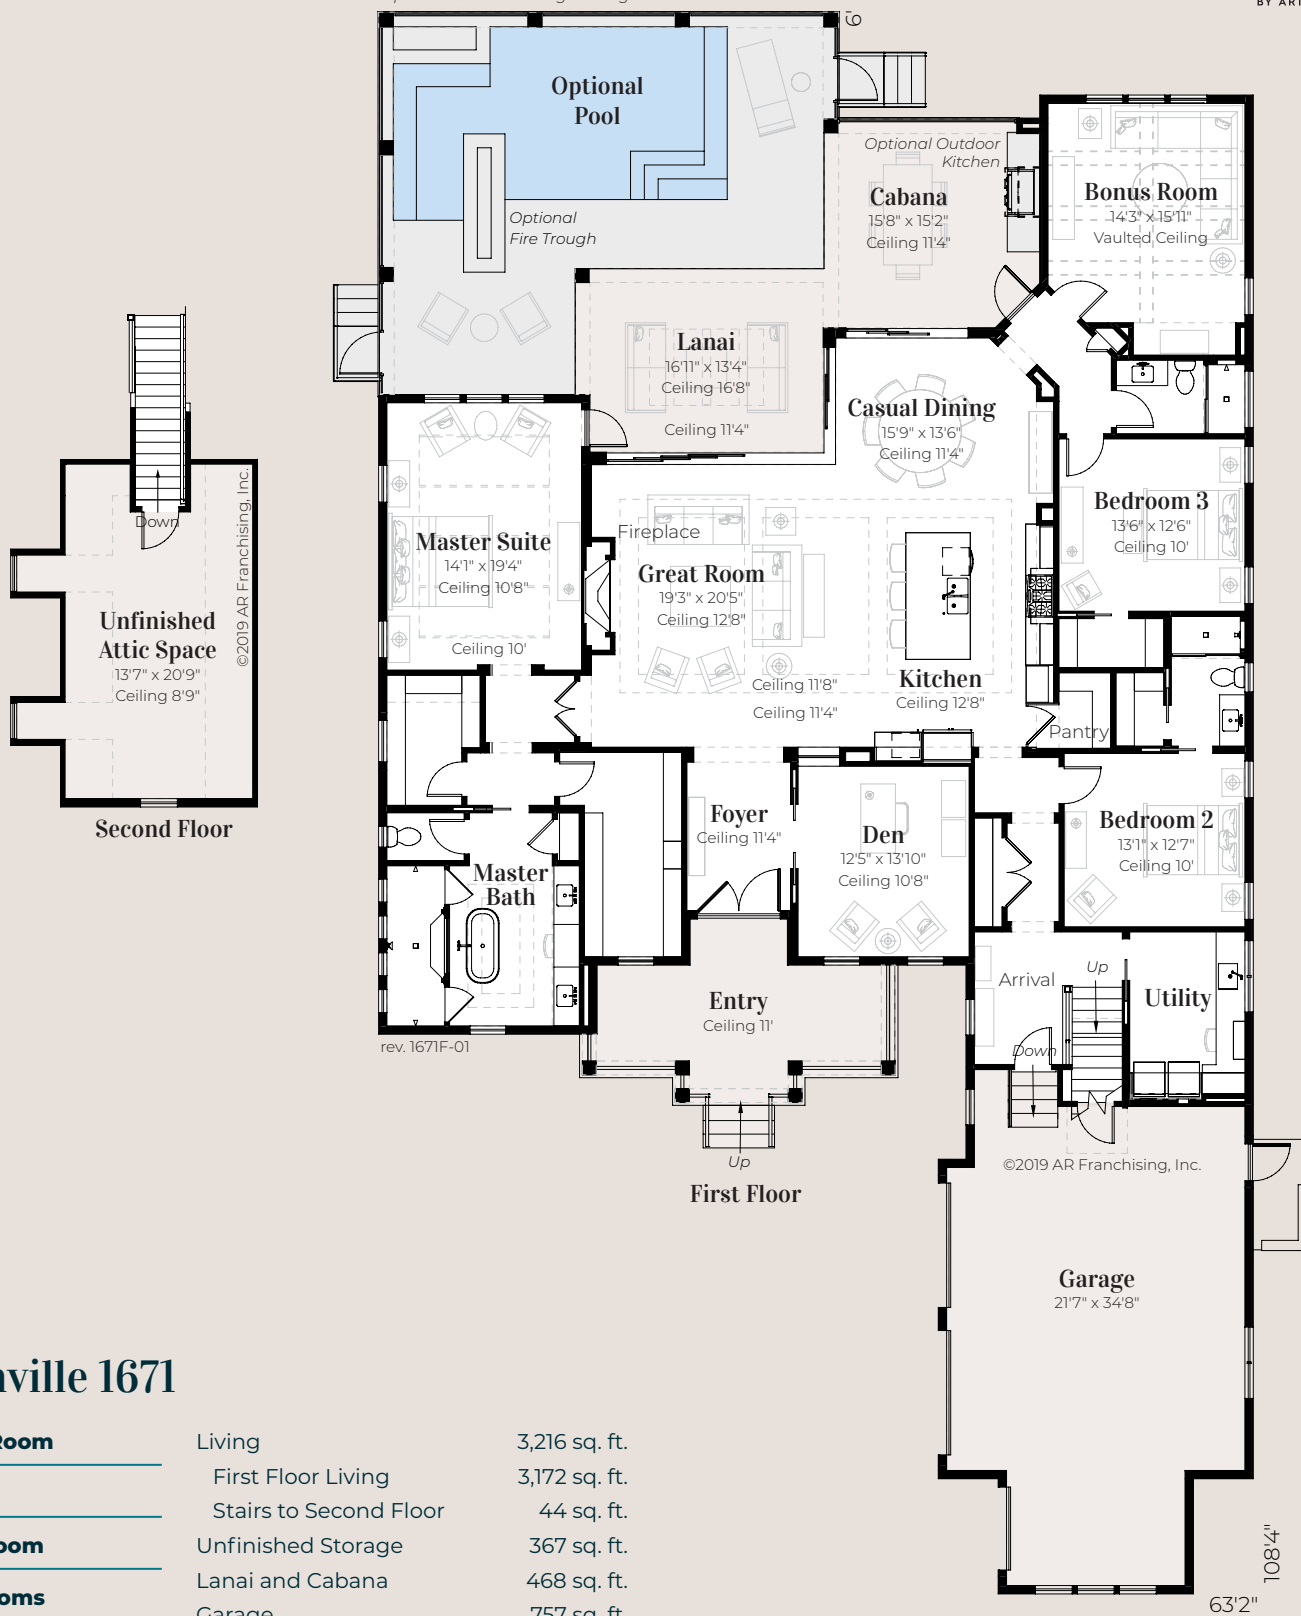 BY ART
6'
Optional
Pool
Optional Outdoor
Kitchen
Cabana
15'8" x 15'2"
Ceiling 11'4"
Bonus Room
14'3" x 15'11"
Vaulted Ceiling
Optional
Fire Trough
Lanai
16'11" x 13'4"
Ceiling 16'8"
Ceiling 11'4"
Casual Dining
15'9" x 13'6"
Ceiling 11'4"
Down
©2019 AR Franchising, Inc.
Unfinished
Attic Space
13'7" x 20'9"
Ceiling 8'9"
Second Floor
Master Suite
14'1" x 19'4"
Ceiling 10'8"
Ceiling 10'
Fireplace
Great Room
19'3" x 20'5"
Ceiling 12'8"
Ceiling 11'8"
Ceiling 11'4"
Kitchen
Ceiling 12'8"
Bedroom 3
13'6" x 12'6"
Ceiling 10'
Pantry
Foyer
Ceiling 11'4"
Den
12'5" x 13'10"
Ceiling 10'8"
Bedroom 2
13'1" x 12'7"
Ceiling 10'
Master
Bath
Entry
Ceiling 11'
Arrival
Up
Utility
Down
rev. 1671F-01
Up
First Floor
©2019 AR Franchising, Inc.
Garage
21'7" x 34'8"
108'4"
63'2"
ville 1671
Room
oom
oms
Living 3,216 sq. ft.
First Floor Living 3,172 sq. ft.
Stairs to Second Floor 44 sq. ft.
Unfinished Storage 367 sq. ft.
Lanai and Cabana 468 sq. ft.
Garage 757 sq. ft.